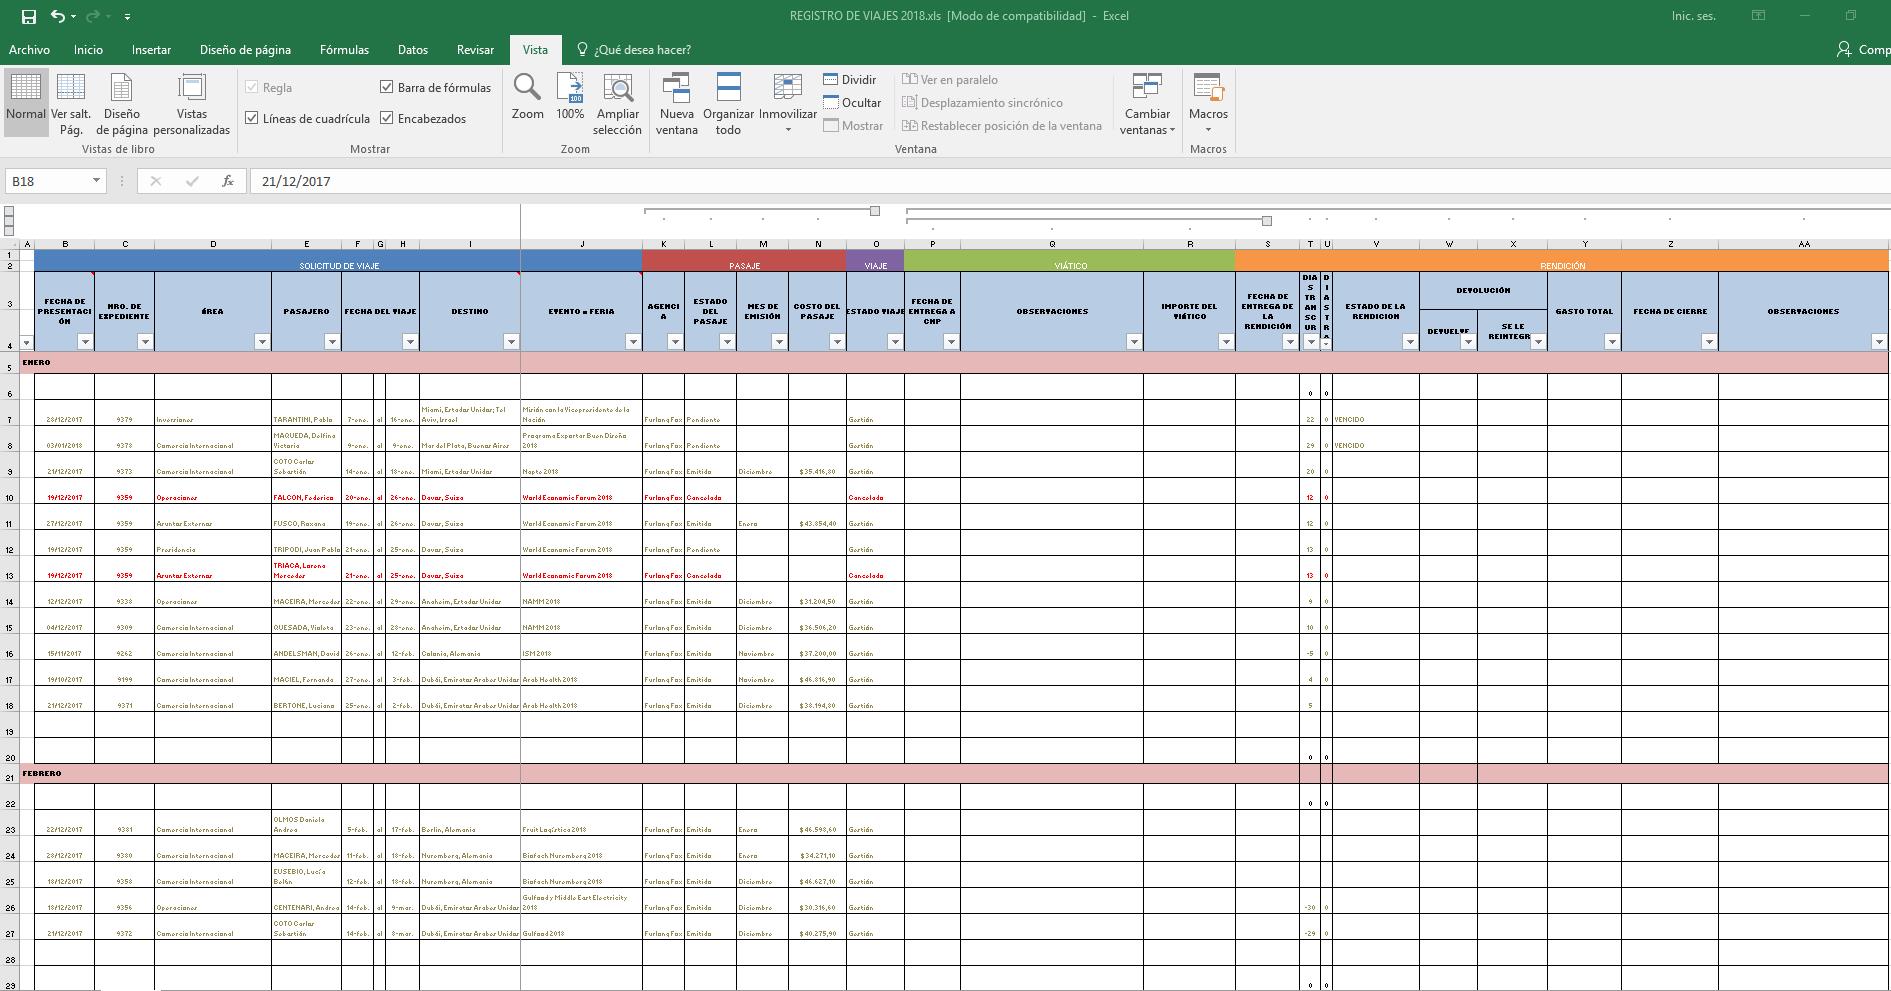 REGISTRO DE VIAJES 2018.xls [Modo de compatibilidad] - Excel
Inic. ses.
Archivo Inicio Insertar Diseño de página Fórmulas Datos Revisar Vista ¿Qué desea hacer? Comp
Normal Ver salt. Pág. Diseño de página Vistas personalizadas
Vistas de libro
Regla Barra de fórmulas
Líneas de cuadrícula Encabezados
Mostrar
Zoom 100% Ampliar selección
Zoom
Nueva ventana Organizar todo Inmovilizar
Dividir Ver en paralelo
Ocultar Desplazamiento sincrónico
Mostrar Restablecer posición de la ventana
Ventana
Cambiar ventanas
Macros
Macros
B18 fx 21/12/2017
A B C D E F G H I J K L M N O P Q R S T U V W X Y Z AA
1
2 SOLICITUD DE VIAJE PASAJE VIAJE VIÁTICO RENDICIÓN
3 FECHA DE PRESENTACIÓN NRO. DE EXPEDIENTE ÁREA PASAJERO FECHA DEL VIAJE DESTINO EVENTO o FERIA AGENCIA ESTADO DEL PASAJE MES DE EMISIÓN COSTO DEL PASAJE ESTADO VIAJE FECHA DE ENTREGA A CNP OBSERVACIONES IMPORTE DEL VIÁTICO FECHA DE ENTREGA DE LA RENDICIÓN DIAS TRANSCUR DIAS TRA ESTADO DE LA RENDICION DEVOLUCIÓN GASTO TOTAL FECHA DE CIERRE OBSERVACIONES
4 DEVUELVE SE LE REINTEGR
5 ENERO
6 0 0
7 28/12/2017 9379 Inversiones TARANTINI, Pablo 7-ene. al 16-ene. Miami, Estados Unidos; Tel Aviv, Israel Misión con la Vicepresidente de la Nación Furlong Fox Pendiente Gestión 22 0 VENCIDO
8 03/01/2018 9378 Comercio Internacional MAQUEDA, Delfina Victoria 9-ene. al 9-ene. Mar del Plata, Buenos Aires Programa Exportar Buen Diseño 2018 Furlong Fox Pendiente Gestión 29 0 VENCIDO
9 21/12/2017 9373 Comercio Internacional COTO Carlos Sebastián 14-ene. al 18-ene. Miami, Estados Unidos Napte 2018 Furlong Fox Emitido Diciembre $ 35.416,80 Gestión 20 0
10 19/12/2017 9359 Operaciones FALCON, Federico 20-ene. al 26-ene. Davos, Suiza World Economic Forum 2018 Furlong Fox Cancelado Cancelado 12 0
11 27/12/2017 9359 Asuntos Externos FUSCO, Roxana 19-ene. al 26-ene. Davos, Suiza World Economic Forum 2018 Furlong Fox Emitido Enero $ 43.854,40 Gestión 12 0
12 19/12/2017 9359 Presidencia TRIPODI, Juan Pablo 21-ene. al 25-ene. Davos, Suiza World Economic Forum 2018 Furlong Fox Pendiente Gestión 13 0
13 19/12/2017 9359 Asuntos Externos TRIACA, Lorena Mercedes 21-ene. al 25-ene. Davos, Suiza World Economic Forum 2018 Furlong Fox Cancelado Cancelado 13 0
14 12/12/2017 9338 Operaciones MACEIRA, Mercedes 22-ene. al 29-ene. Anaheim, Estados Unidos NAMM 2018 Furlong Fox Emitido Diciembre $ 31.204,50 Gestión 9 0
15 04/12/2017 9309 Comercio Internacional QUESADA, Violeta 23-ene. al 28-ene. Anaheim, Estados Unidos NAMM 2018 Furlong Fox Emitido Diciembre $ 36.506,20 Gestión 10 0
16 15/11/2017 9262 Comercio Internacional ANDELSMAN, David 26-ene. al 12-feb. Colonia, Alemania ISM 2018 Furlong Fox Emitido Noviembre $ 37.200,00 Gestión -5 0
17 19/10/2017 9199 Comercio Internacional MACIEL, Fernando 27-ene. al 3-feb. Dubái, Emiratos Arabes Unidos Arab Health 2018 Furlong Fox Emitido Noviembre $ 46.816,90 Gestión 4 0
18 21/12/2017 9371 Comercio Internacional BERTONE, Luciana 25-ene. al 2-feb. Dubái, Emiratos Arabes Unidos Arab Health 2018 Furlong Fox Emitido Diciembre $ 38.194,80 Gestión 5
19
20 0 0
21 FEBRERO
22 0 0
23 22/12/2017 9381 Comercio Internacional OLMOS Daniela Andrea 5-feb. al 17-feb. Berlin, Alemania Fruit Logística 2018 Furlong Fox Emitido Enero $ 46.598,60 Gestión
24 28/12/2017 9380 Comercio Internacional MACEIRA, Mercedes 11-feb. al 18-feb. Nuremberg, Alemania Biofach Nuremberg 2018 Furlong Fox Emitido Enero $ 34.271,10 Gestión
25 18/12/2017 9358 Comercio Internacional EUSEBIO, Lucía Belén 12-feb. al 18-feb. Nuremberg, Alemania Biofach Nuremberg 2018 Furlong Fox Emitido Diciembre $ 46.627,10 Gestión
26 18/12/2017 9356 Operaciones CENTENARI, Andrea 14-feb. al 9-mar. Dubái, Emiratos Arabes Unidos Gulfood y Middle East Electricity 2018 Furlong Fox Emitido Diciembre $ 30.316,60 Gestión -30 0
27 21/12/2017 9372 Comercio Internacional COTO Carlos Sebastián 14-feb. al 8-mar. Dubái, Emiratos Arabes Unidos Gulfood 2018 Furlong Fox Emitido Diciembre $ 40.275,90 Gestión -29 0
28
29 0 0